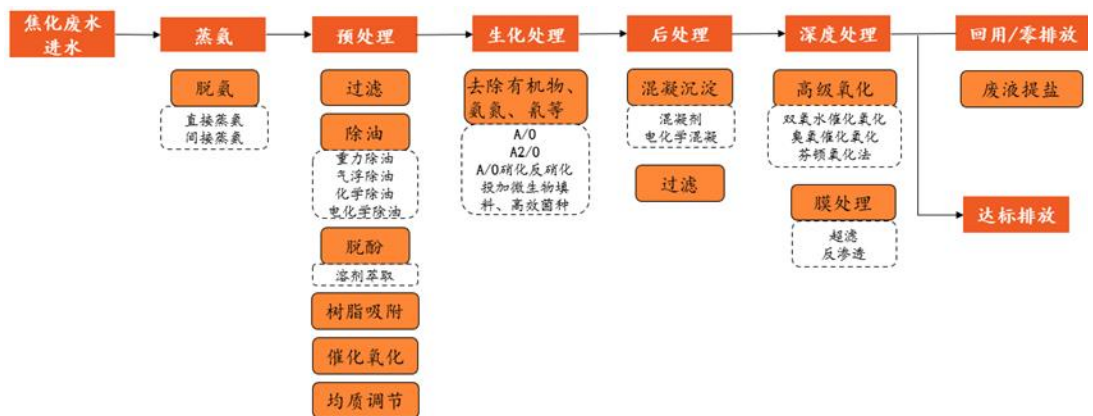 焦化废水
进水
蒸氨
预处理
生化处理
后处理
深度处理
回用/零排放
脱氨
直接蒸氨
间接蒸氨
过滤
除油
重力除油
气浮除油
化学除油
电化学除油
脱酚
溶剂萃取
树脂吸附
催化氧化
均质调节
去除有机物、
氨氮、氰等
A/O
A2/O
A/O硝化反硝化
投加微生物填
料、高效菌种
混凝沉淀
混凝剂
电化学混凝
过滤
高级氧化
双氧水催化氧化
臭氧催化氧化
芬顿氧化法
膜处理
超滤
反渗透
废液提盐
达标排放